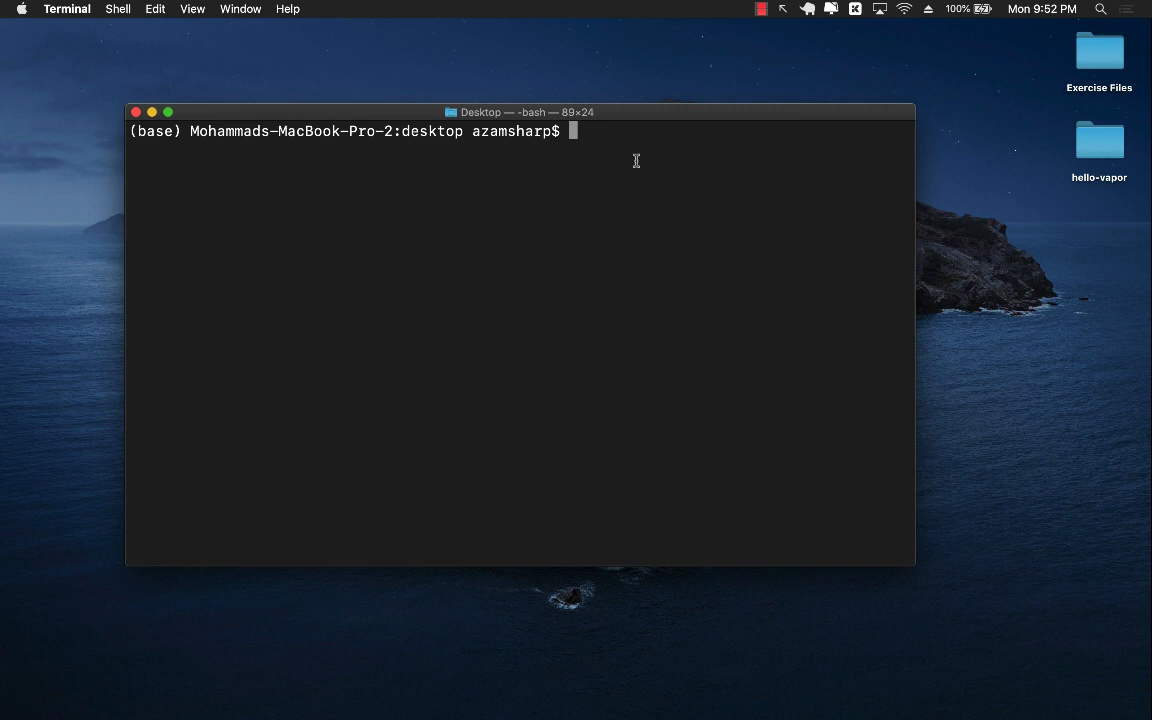 Terminal Shell Edit View Window Help 100% Mon 9:52 PM
Exercise Files
Desktop — -bash — 89×24
(base) Mohammads-MacBook-Pro-2:desktop azamsharp$
hello-vapor